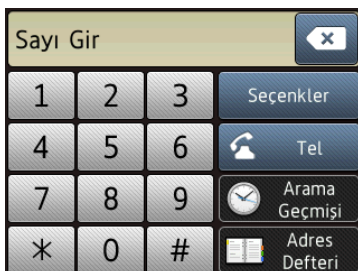 Sayı Gir
1 2 3 Seçenkler
4 5 6 Tel
7 8 9 Arama
Geçmişi
* 0 # Adres
Defteri